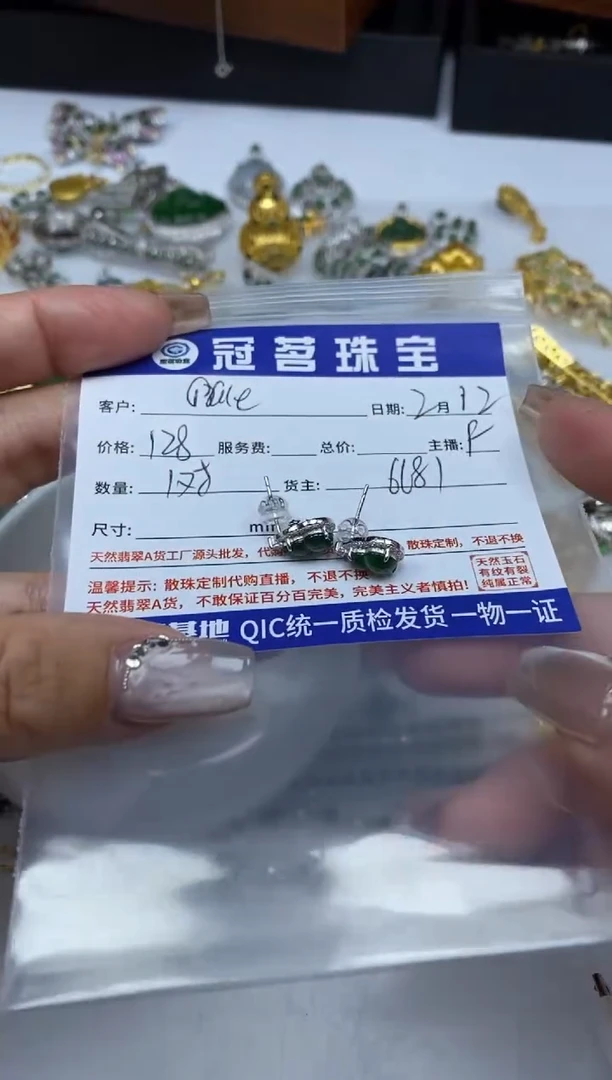 冠茗珠宝
客户: 日期: 2月12
价格: 128 服务费: 总价: 主播:
数量: 货主: 6681
尺寸: mm
天然翡翠A货工厂源头批发, 散珠定制, 不退不换
温馨提示: 散珠定制代购直播, 不退不换
天然翡翠A货, 不敢保证百分百完美, 完美主义者慎拍!
天然玉石
有纹有裂
纯属正常
基地 QIC统一质检发货 一物一证